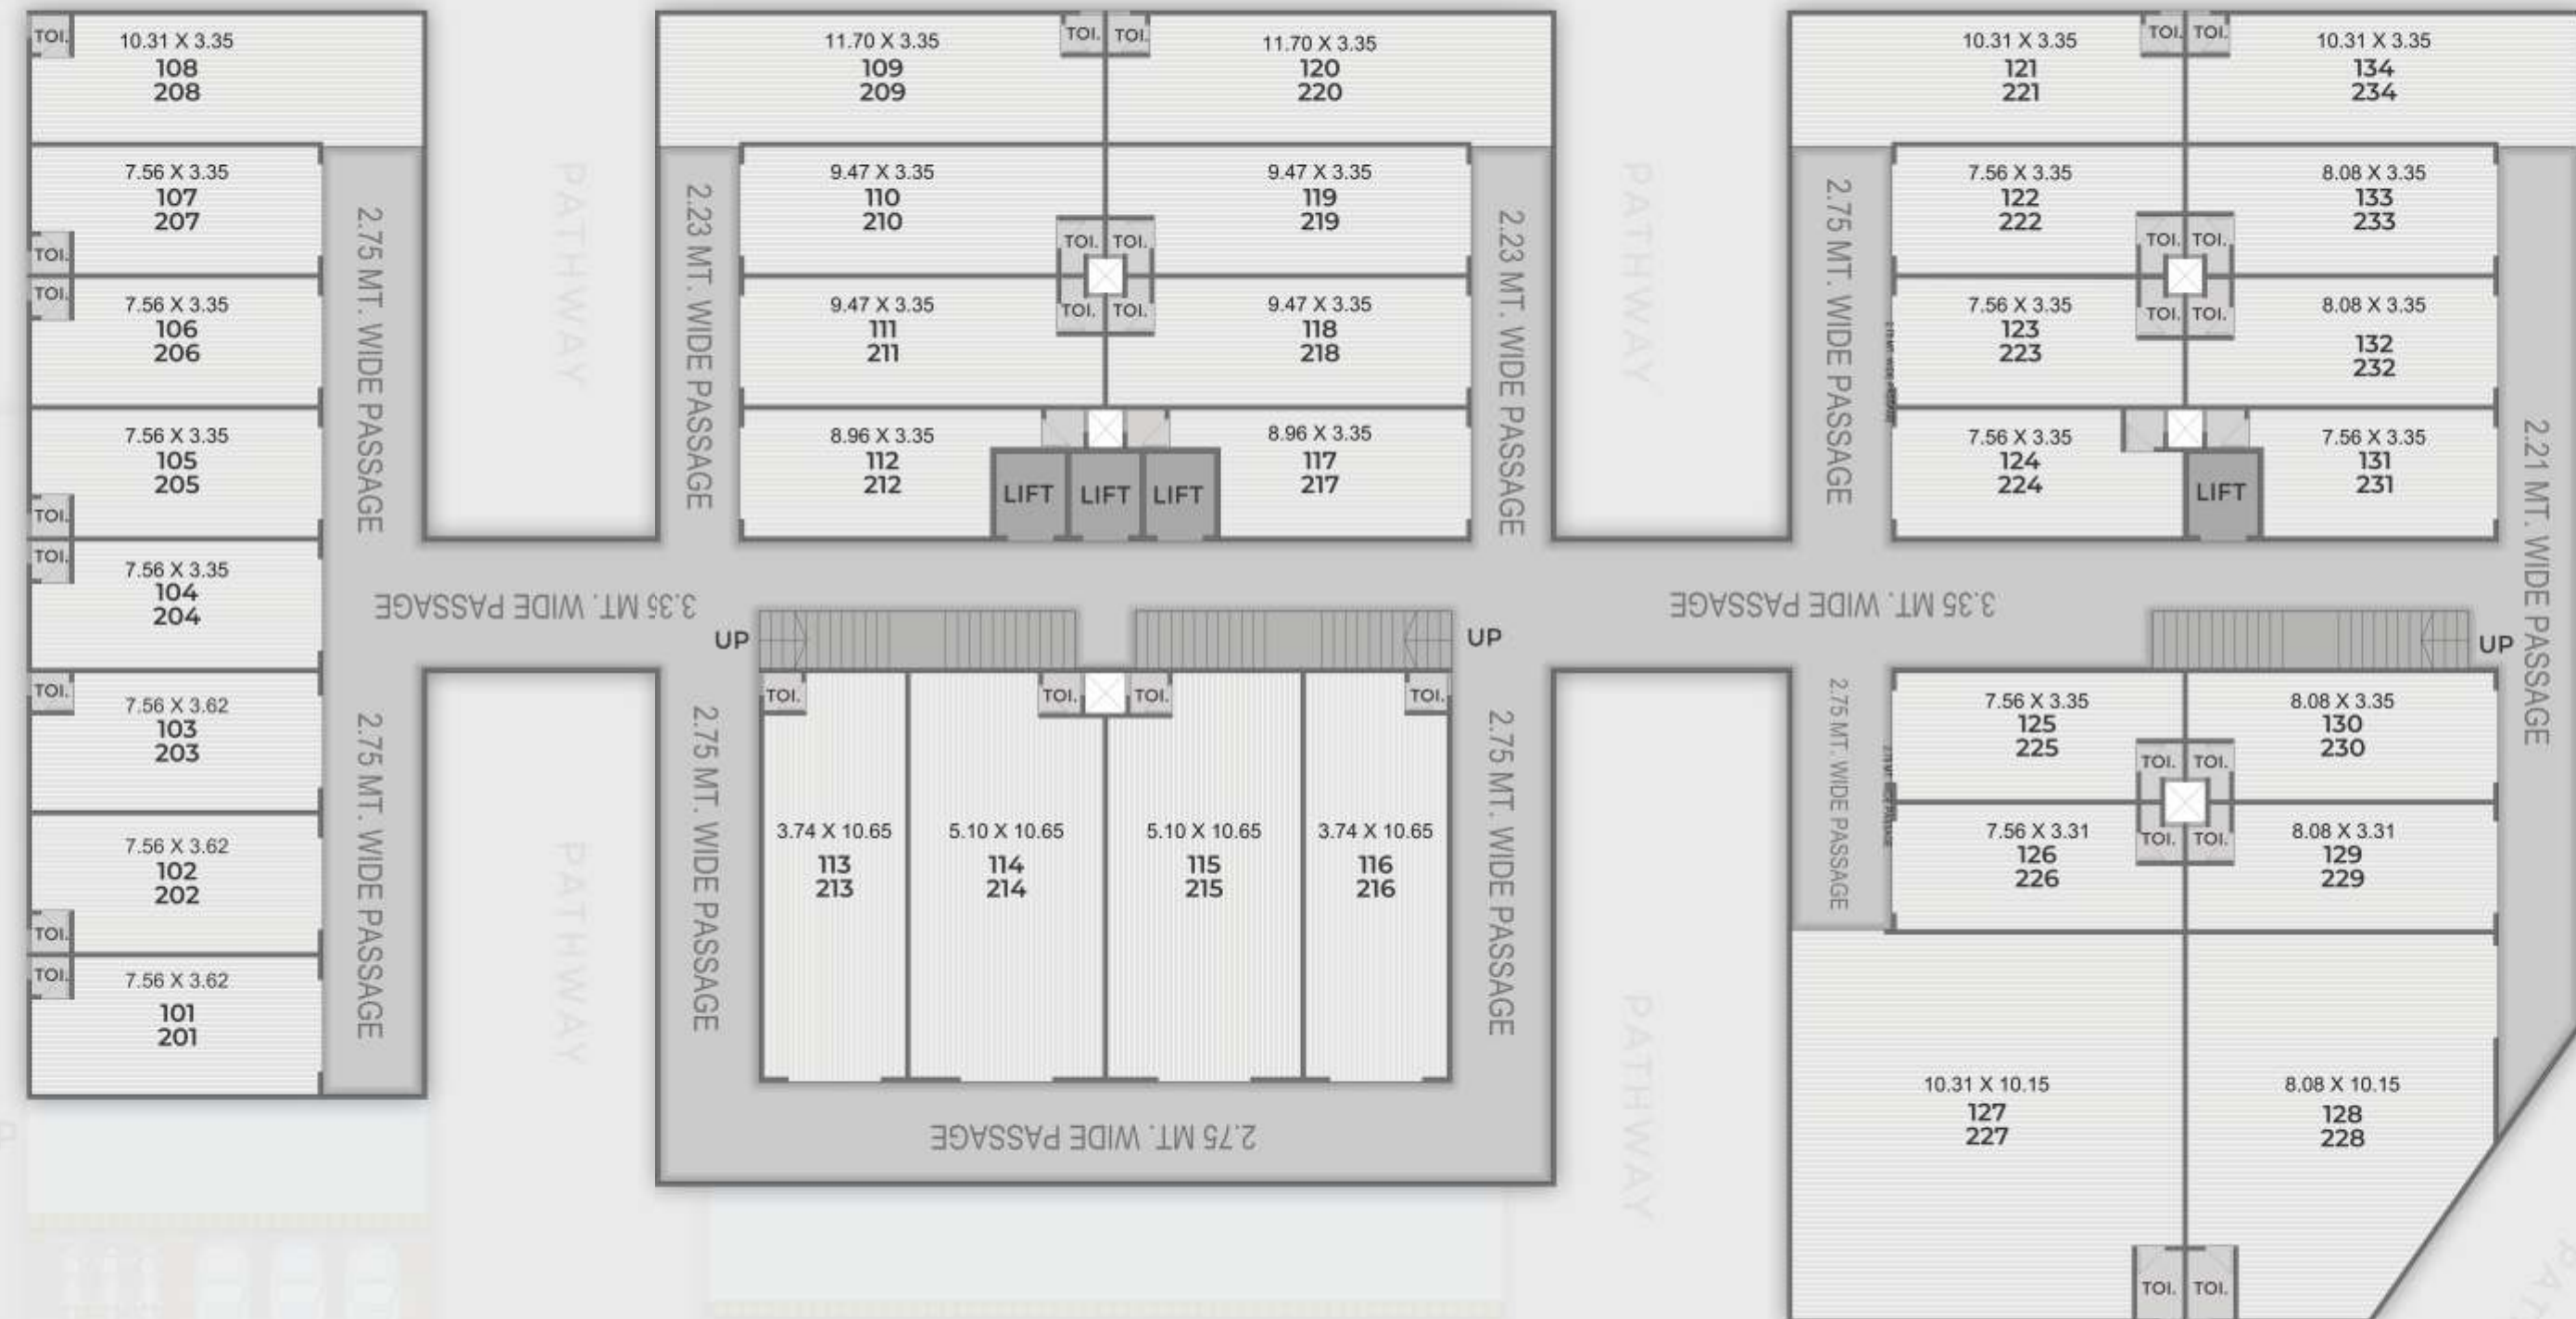 TOI.
10.31 X 3.35
108
208
7.56 X 3.35
107
207
TOI.
TOI.
7.56 X 3.35
106
206
7.56 X 3.35
105
205
TOI.
TOI.
7.56 X 3.35
104
204
TOI.
7.56 X 3.62
103
203
7.56 X 3.62
102
202
TOI.
TOI.
7.56 X 3.62
101
201
2.75 MT. WIDE PASSAGE
2.75 MT. WIDE PASSAGE
3.35 MT. WIDE PASSAGE
PATHWAY
PATHWAY
11.70 X 3.35
109
209
TOI. TOI.
11.70 X 3.35
120
220
2.23 MT. WIDE PASSAGE
9.47 X 3.35
110
210
9.47 X 3.35
119
219
TOI. TOI.
TOI. TOI.
9.47 X 3.35
111
211
9.47 X 3.35
118
218
8.96 X 3.35
112
212
8.96 X 3.35
117
217
LIFT LIFT LIFT
2.23 MT. WIDE PASSAGE
UP
UP
2.75 MT. WIDE PASSAGE
TOI.
TOI. TOI.
TOI.
3.74 X 10.65
113
213
5.10 X 10.65
114
214
5.10 X 10.65
115
215
3.74 X 10.65
116
216
2.75 MT. WIDE PASSAGE
2.75 MT. WIDE PASSAGE
PATHWAY
PATHWAY
3.35 MT. WIDE PASSAGE
10.31 X 3.35
121
221
TOI. TOI.
10.31 X 3.35
134
234
2.75 MT. WIDE PASSAGE
7.56 X 3.35
122
222
8.08 X 3.35
133
233
TOI. TOI.
TOI. TOI.
7.56 X 3.35
123
223
8.08 X 3.35
132
232
7.56 X 3.35
124
224
7.56 X 3.35
131
231
LIFT
2.21 MT. WIDE PASSAGE
UP
2.75 MT. WIDE PASSAGE
7.56 X 3.35
125
225
8.08 X 3.35
130
230
TOI. TOI.
TOI. TOI.
7.56 X 3.31
126
226
8.08 X 3.31
129
229
10.31 X 10.15
127
227
8.08 X 10.15
128
228
TOI. TOI.